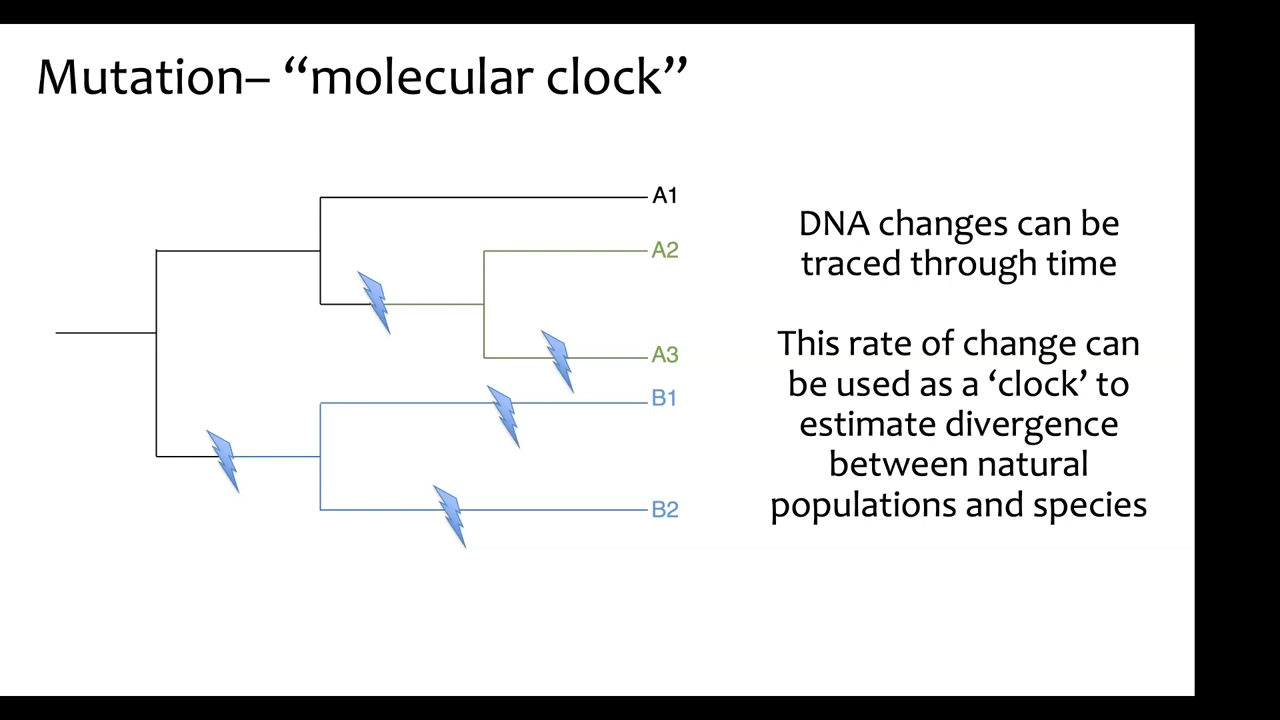 Mutation– “molecular clock”
A1
A2
A3
B1
B2
DNA changes can be
traced through time
This rate of change can
be used as a ‘clock’ to
estimate divergence
between natural
populations and species